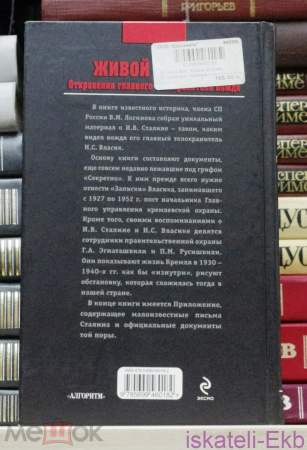 ГРИГОРЬЕВ
ЖИВОЙ
Откровения главного
вождя
В книге известного историка, члена СП
России В.М. Логинова собран уникальный
материал о И.В. Сталине – таком, каким
видел вождя его главный телохранитель
Н.С. Власик.
Основу книги составляют документы,
еще совсем недавно лежавшие под грифом
«Секретно». К ним прежде всего нужно
отнести «Записки» Власика, занимавшего
с 1927 по 1952 г. пост начальника Глав-
ного управления кремлевской охраны.
Кроме того, своими воспоминаниями о
И.В. Сталине и Н.С. Власике делятся
сотрудники правительственной охраны
Г.А. Эгнаташвили и П.М. Русишвили.
Они показывают жизнь Кремля в 1930 –
1940-х гг. как бы «изнутри», рисуют
обстановку, которая сложилась тогда в
нашей стране.
В конце книги имеется Приложение,
содержащее малоизвестные письма
Сталина и официальные документы
той поры.
«АЛГОРИТМ»
эксмо
Мешок
iskateli-Ekb